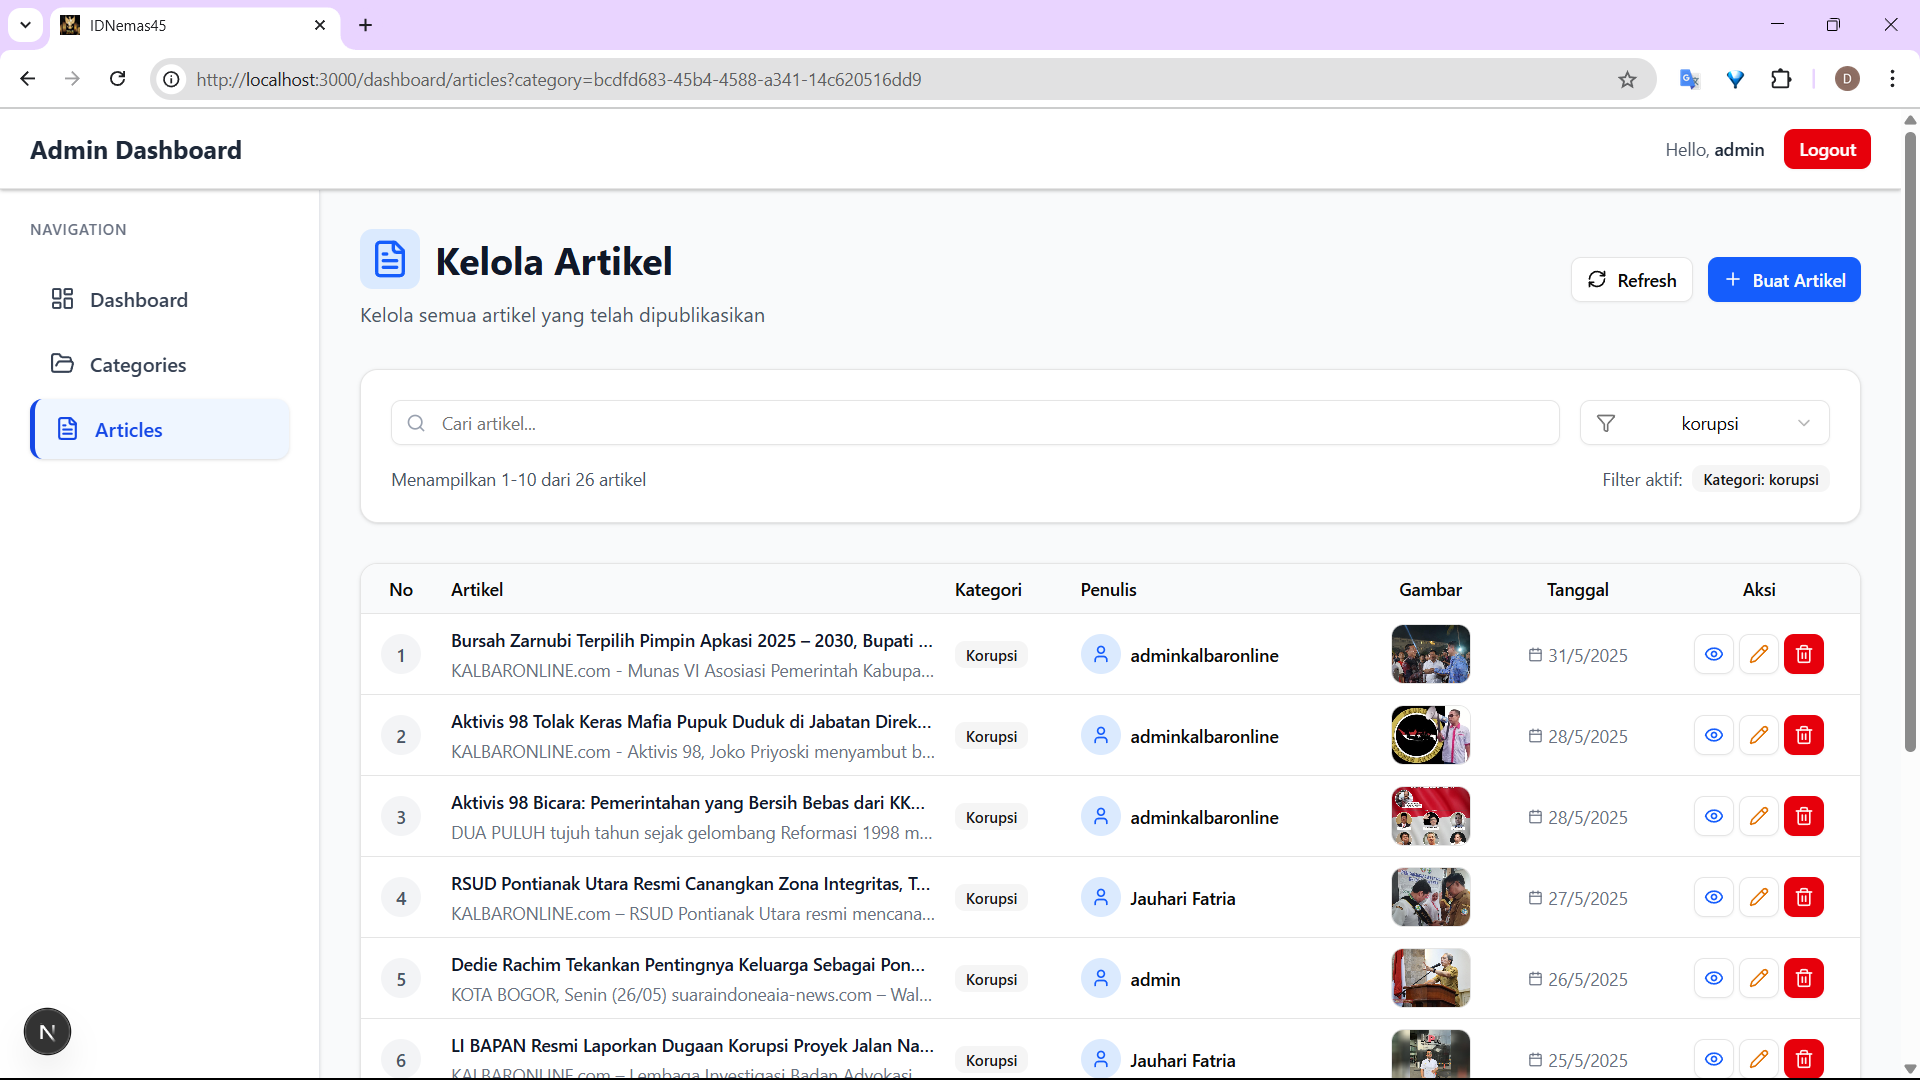 IDNemas45
http://localhost:3000/dashboard/articles?category=bcdfd683-45b4-4588-a341-14c620516dd9
D
Admin Dashboard
Hello, admin
Logout
NAVIGATION
Dashboard
Categories
Articles
Kelola Artikel
Kelola semua artikel yang telah dipublikasikan
Refresh
+ Buat Artikel
Cari artikel...
korupsi
Menampilkan 1-10 dari 26 artikel
Filter aktif: Kategori: korupsi
No Artikel Kategori Penulis Gambar Tanggal Aksi
1 Bursah Zarnubi Terpilih Pimpin Apkasi 2025 – 2030, Bupati ... Korupsi adminkalbaronline 31/5/2025
KALBARONLINE.com - Munas VI Asosiasi Pemerintah Kabupa...
2 Aktivis 98 Tolak Keras Mafia Pupuk Duduk di Jabatan Direk... Korupsi adminkalbaronline 28/5/2025
KALBARONLINE.com - Aktivis 98, Joko Priyoski menyambut b...
3 Aktivis 98 Bicara: Pemerintahan yang Bersih Bebas dari KK... Korupsi adminkalbaronline 28/5/2025
DUA PULUH tujuh tahun sejak gelombang Reformasi 1998 m...
4 RSUD Pontianak Utara Resmi Canangkan Zona Integritas, T... Korupsi Jauhari Fatria 27/5/2025
KALBARONLINE.com – RSUD Pontianak Utara resmi mencana...
5 Dedie Rachim Tekankan Pentingnya Keluarga Sebagai Pon... Korupsi admin 26/5/2025
KOTA BOGOR, Senin (26/05) suaraindoneaia-news.com – Wal...
6 LI BAPAN Resmi Laporkan Dugaan Korupsi Proyek Jalan Na... Korupsi Jauhari Fatria 25/5/2025
KALBARONLINE.com – Lembaga Investigasi Badan Advokasi
N